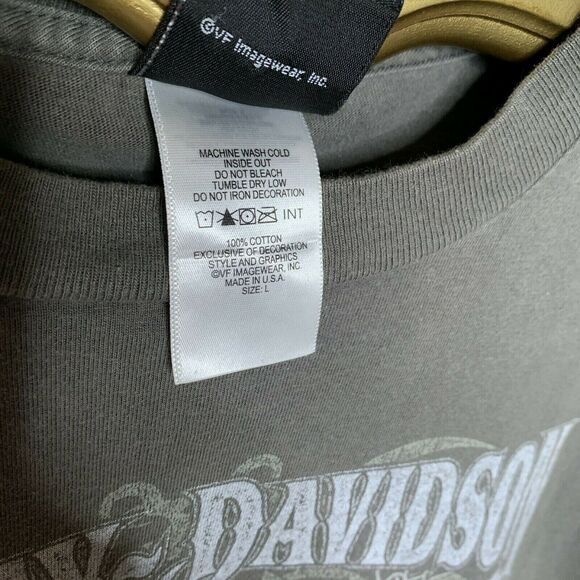 ©VF Imagewear, Inc.
MACHINE WASH COLD
INSIDE OUT
DO NOT BLEACH
TUMBLE DRY LOW
DO NOT IRON DECORATION
INT
100% COTTON
EXCLUSIVE OF DECORATION
STYLE AND GRAPHICS
©VF IMAGEWEAR, INC.
MADE IN U.S.A.
SIZE: L
DAVIDSON